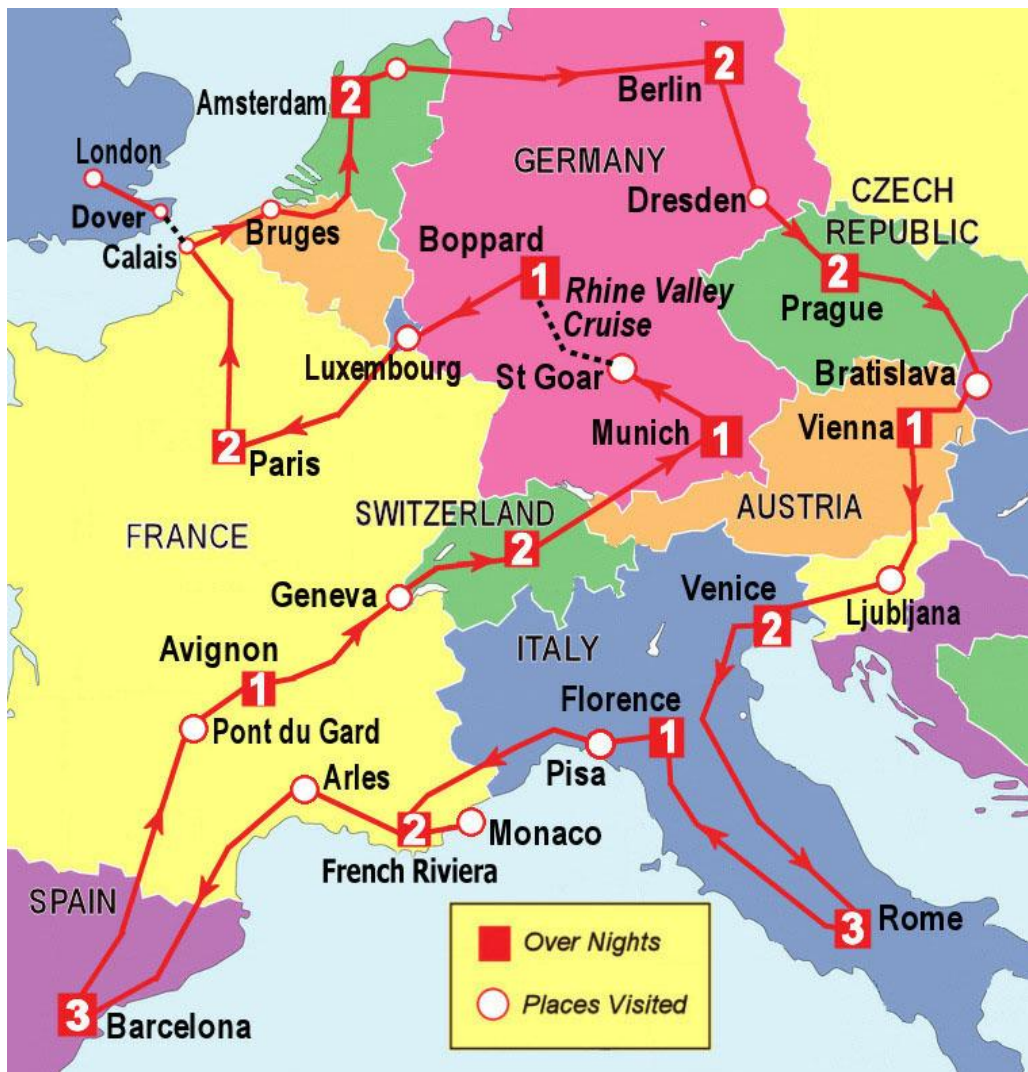 2
Berlin
Amsterdam
2
London
GERMANY
CZECH
REPUBLIC
Dresden
Dover
Bruges
Calais
Boppard
1
Rhine Valley
Cruise
2
Prague
Luxembourg
St Goar
Bratislava
Munich
1
Vienna
1
2
Paris
SWITZERLAND
AUSTRIA
FRANCE
2
Geneva
Venice
Ljubljana
2
ITALY
Avignon
1
Florence
1
Pont du Gard
Pisa
Arles
2
Monaco
French Riviera
SPAIN
3
Rome
Over Nights
Places Visited
3
Barcelona